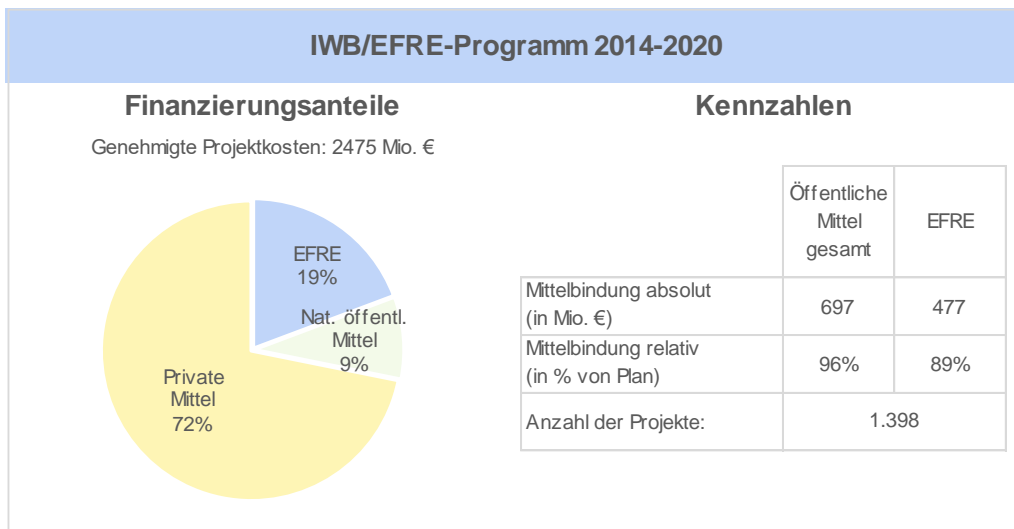 IWB/EFRE-Programm 2014-2020
Finanzierungsanteile
Genehmigte Projektkosten: 2475 Mio. €
EFRE
19%
Nat. öffentl.
Mittel
9%
Private
Mittel
72%
Kennzahlen
Öffentliche
Mittel
gesamt
EFRE
Mittelbindung absolut
(in Mio. €)
697
477
Mittelbindung relativ
(in % von Plan)
96%
89%
Anzahl der Projekte:
1.398